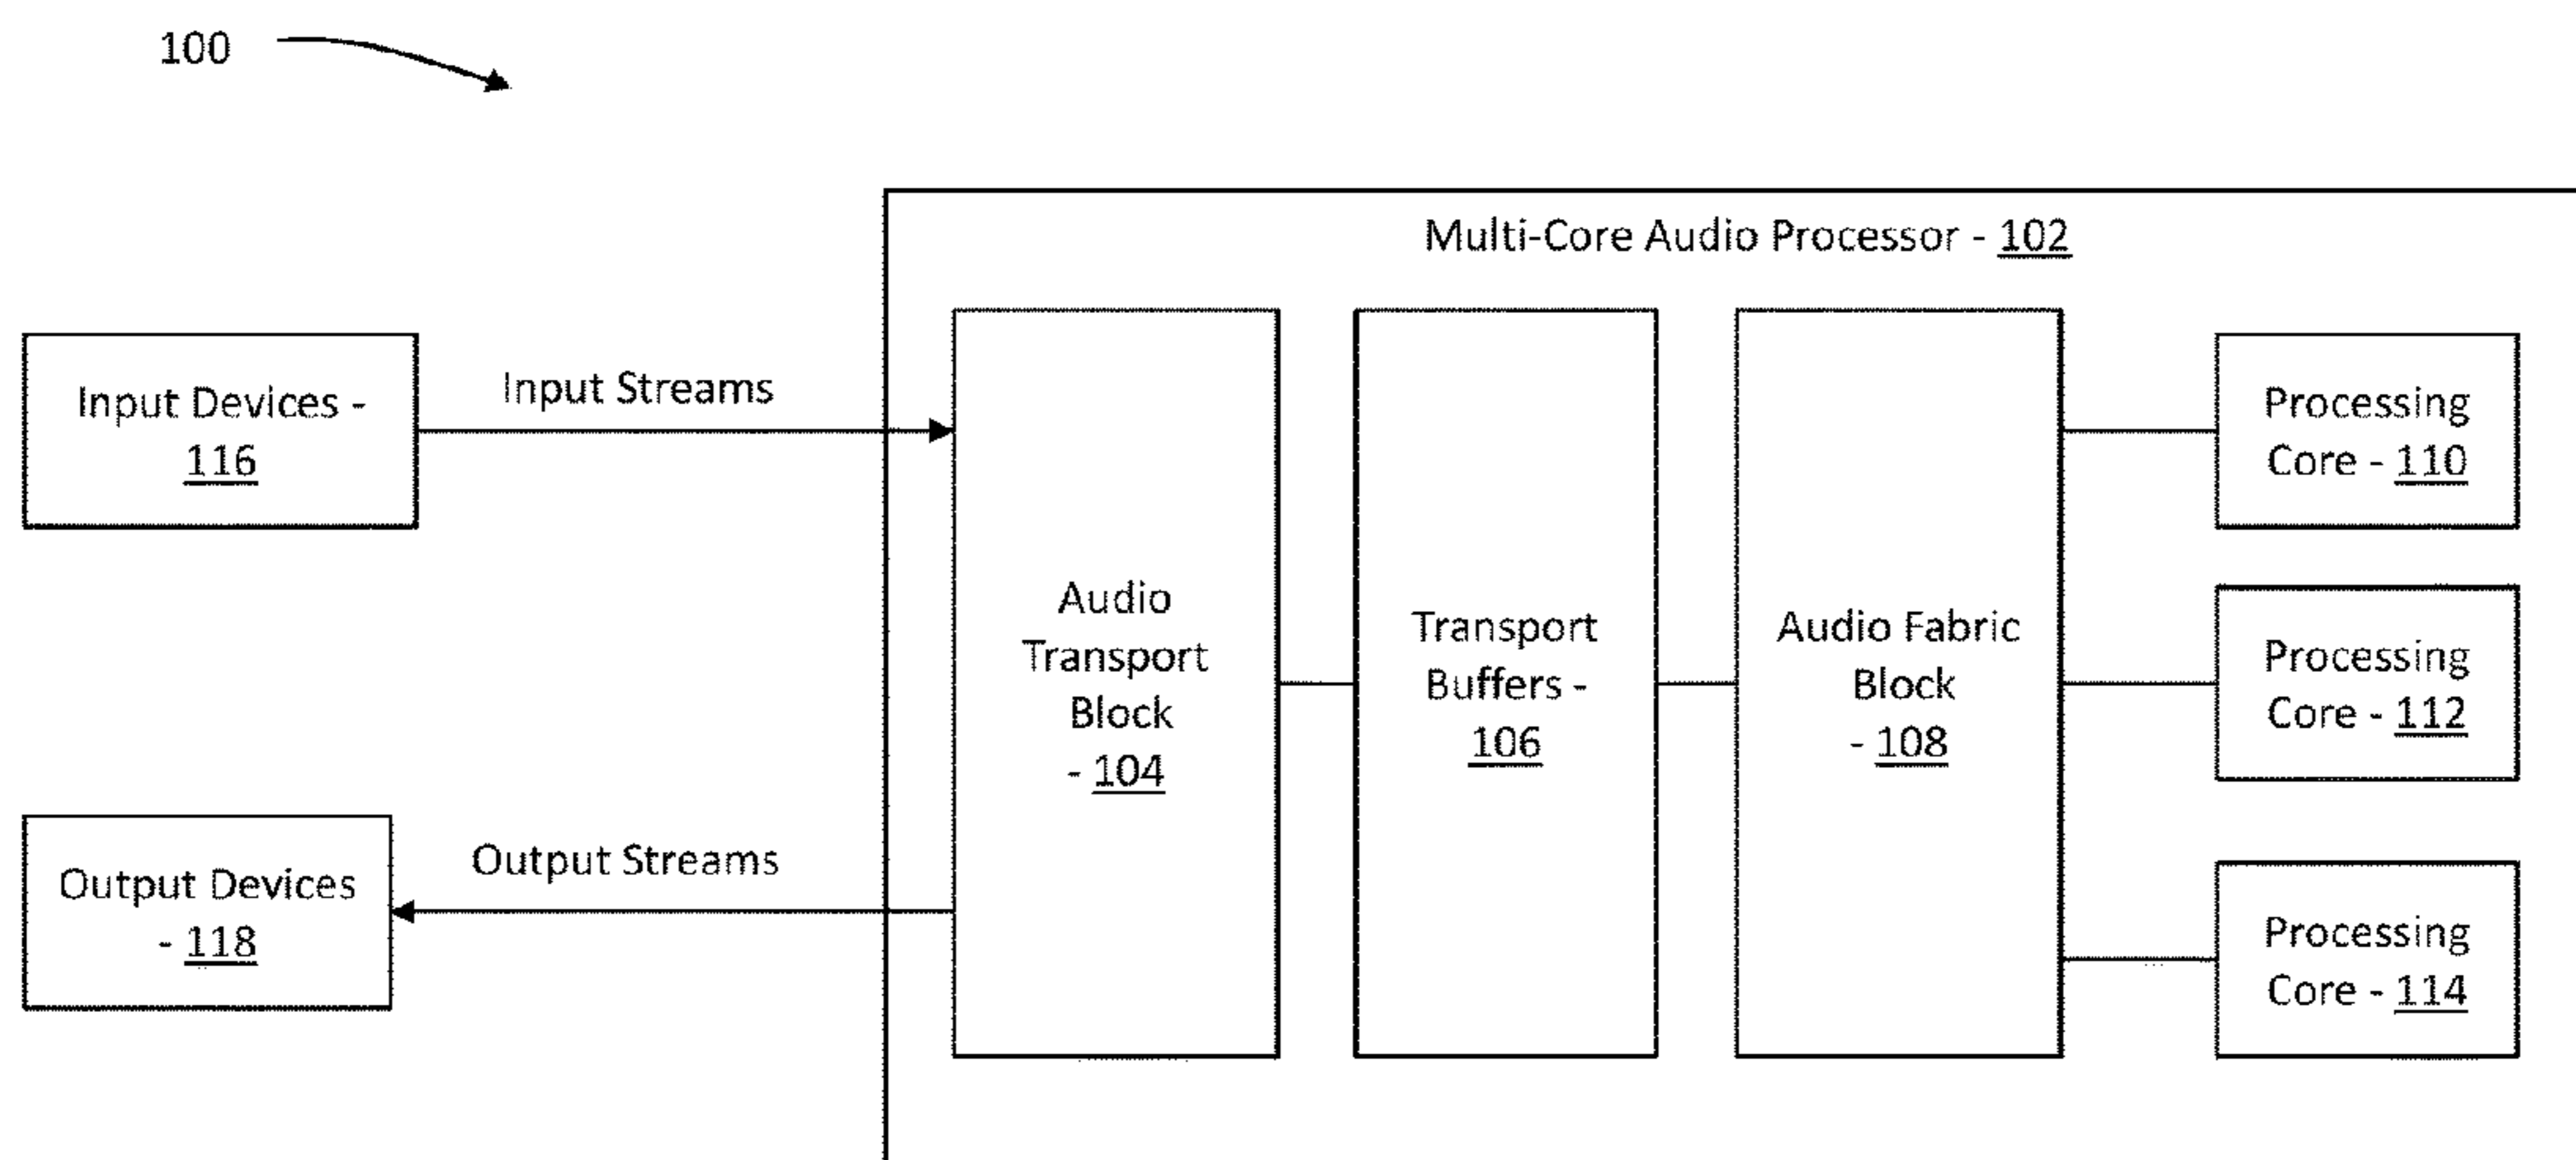 100
Multi-Core Audio Processor - 102
Input Devices -
116
Input Streams
Output Devices
- 118
Output Streams
Audio
Transport
Block
- 104
Transport
Buffers -
106
Audio Fabric
Block
- 108
Processing
Core - 110
Processing
Core - 112
Processing
Core - 114